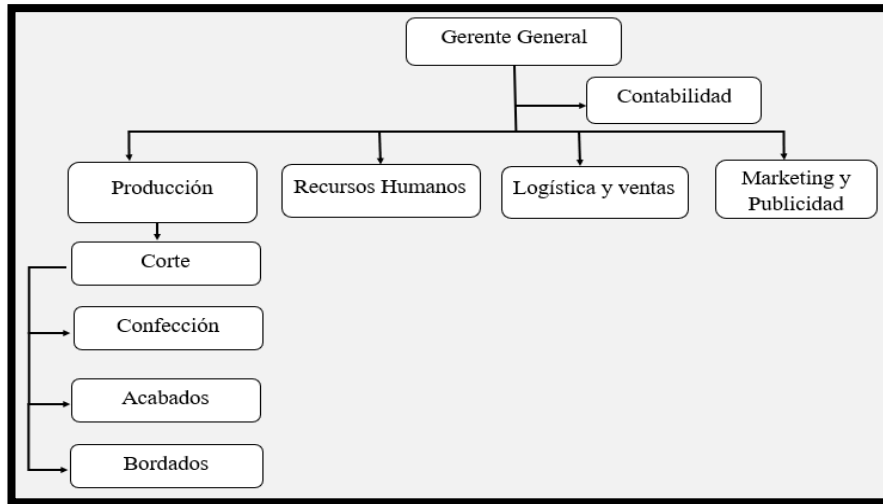 Gerente General
Contabilidad
Producción
Recursos Humanos
Logística y ventas
Marketing y
Publicidad
Corte
Confección
Acabados
Bordados